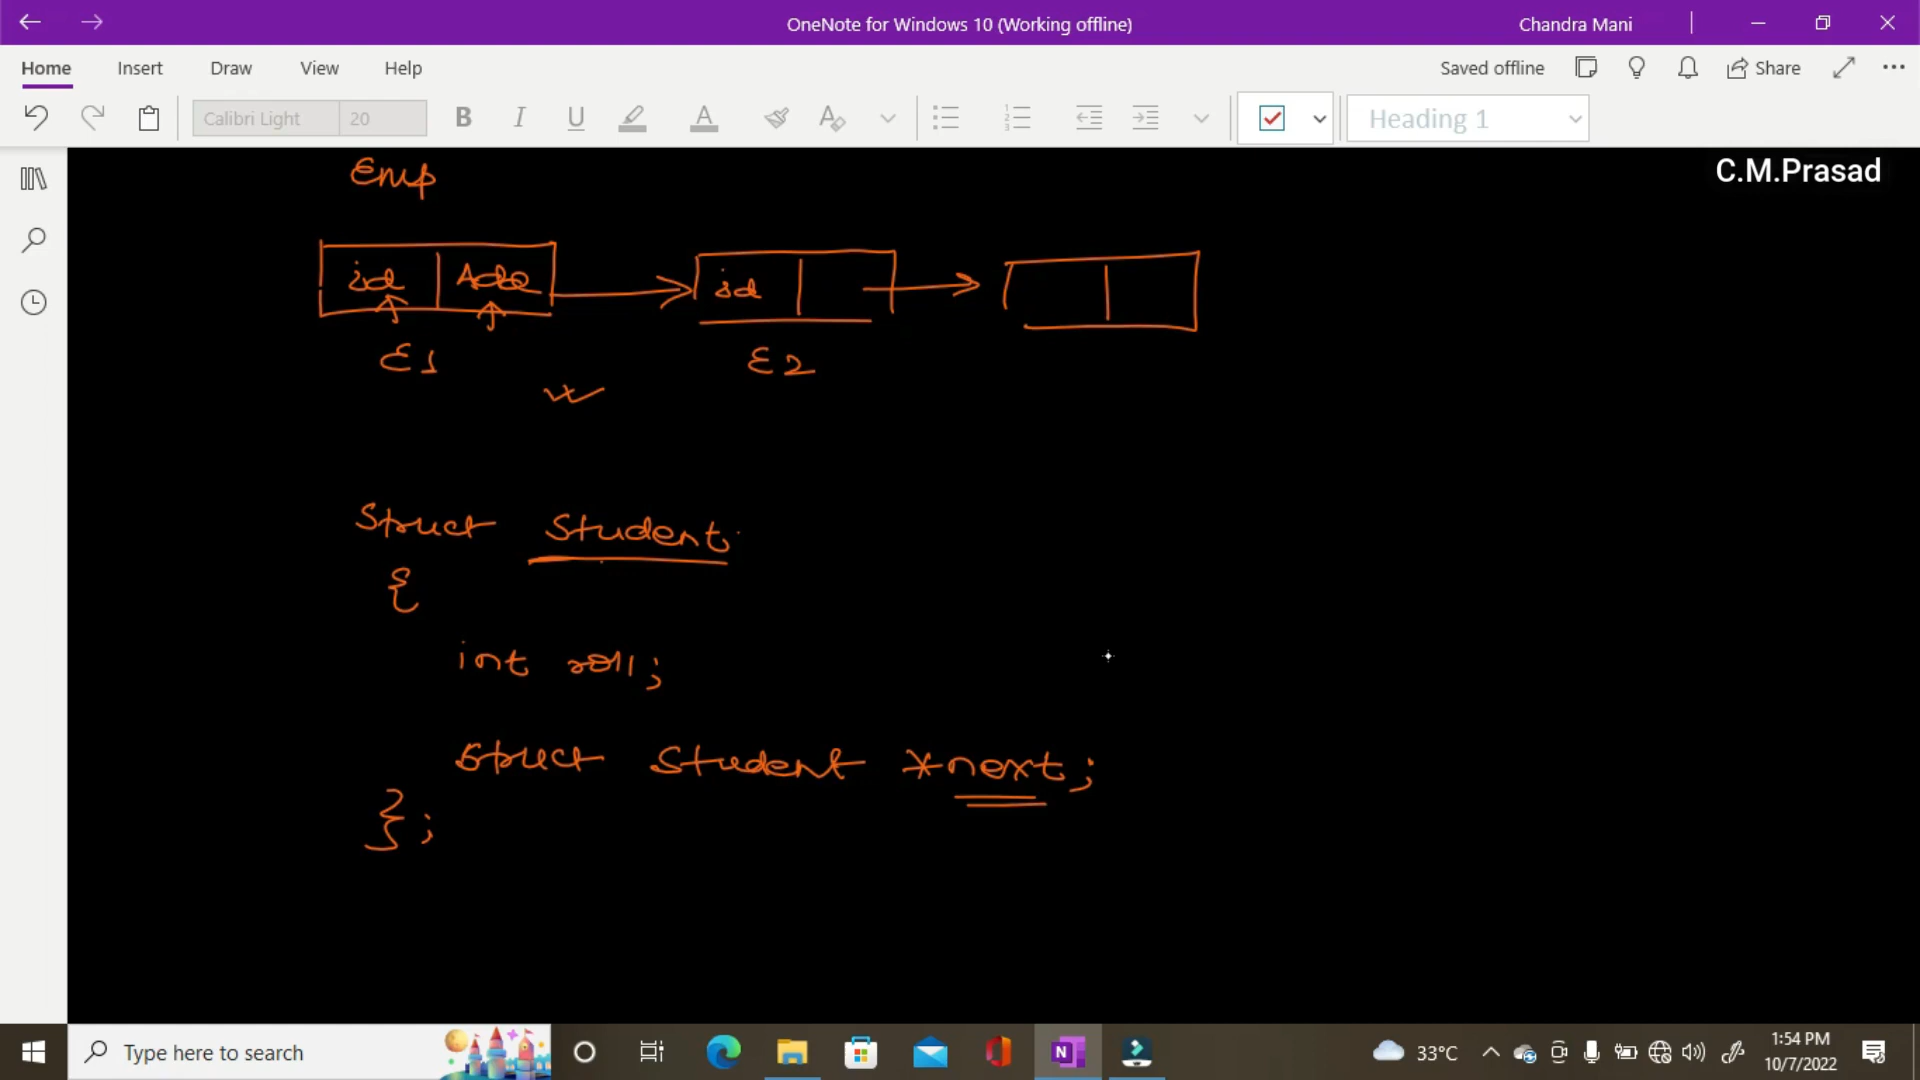 OneNote for Windows 10 (Working offline)
Chandra Mani
Home
Insert
Draw
View
Help
Saved offline
Share
Calibri Light
20
B
I
U
A
A
Heading 1
C.M.Prasad
Emp
id
Add
id
E1
E2
Struct Student
{
int roll;
Struct Student *next;
};
Type here to search
N
33°C
1:54 PM
10/7/2022